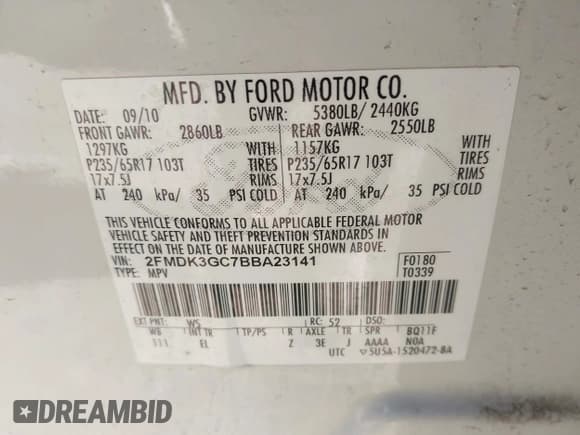 MFD. BY FORD MOTOR CO.
DATE: 09/10 GVWR: 5380LB/ 2440KG
FRONT GAWR: 2860LB REAR GAWR: 2550LB
1297KG WITH 1157KG WITH
P235/65R17 103T TIRES P235/65R17 103T TIRES
17x7.5J RIMS 17x7.5J RIMS
AT 240 kPa/ 35 PSI COLD AT 240 kPa/ 35 PSI COLD
THIS VEHICLE CONFORMS TO ALL APPLICABLE FEDERAL MOTOR
VEHICLE SAFETY AND BUMPER STANDARDS IN
EFFECT ON THE DATE OF MANUFACTURE SHOWN ABOVE.
VIN: 2FMDK3GC7BBA23141 F0180
TYPE: MPV T0339
EXT PNT: WS RC: 52 DSO:
WB INT TR TP/PS R AXLE TR SPR BQ11F
111 EL Z 3E J AAAA N0A
UTC ▽5U5A-1520472-BA
DREAMBID